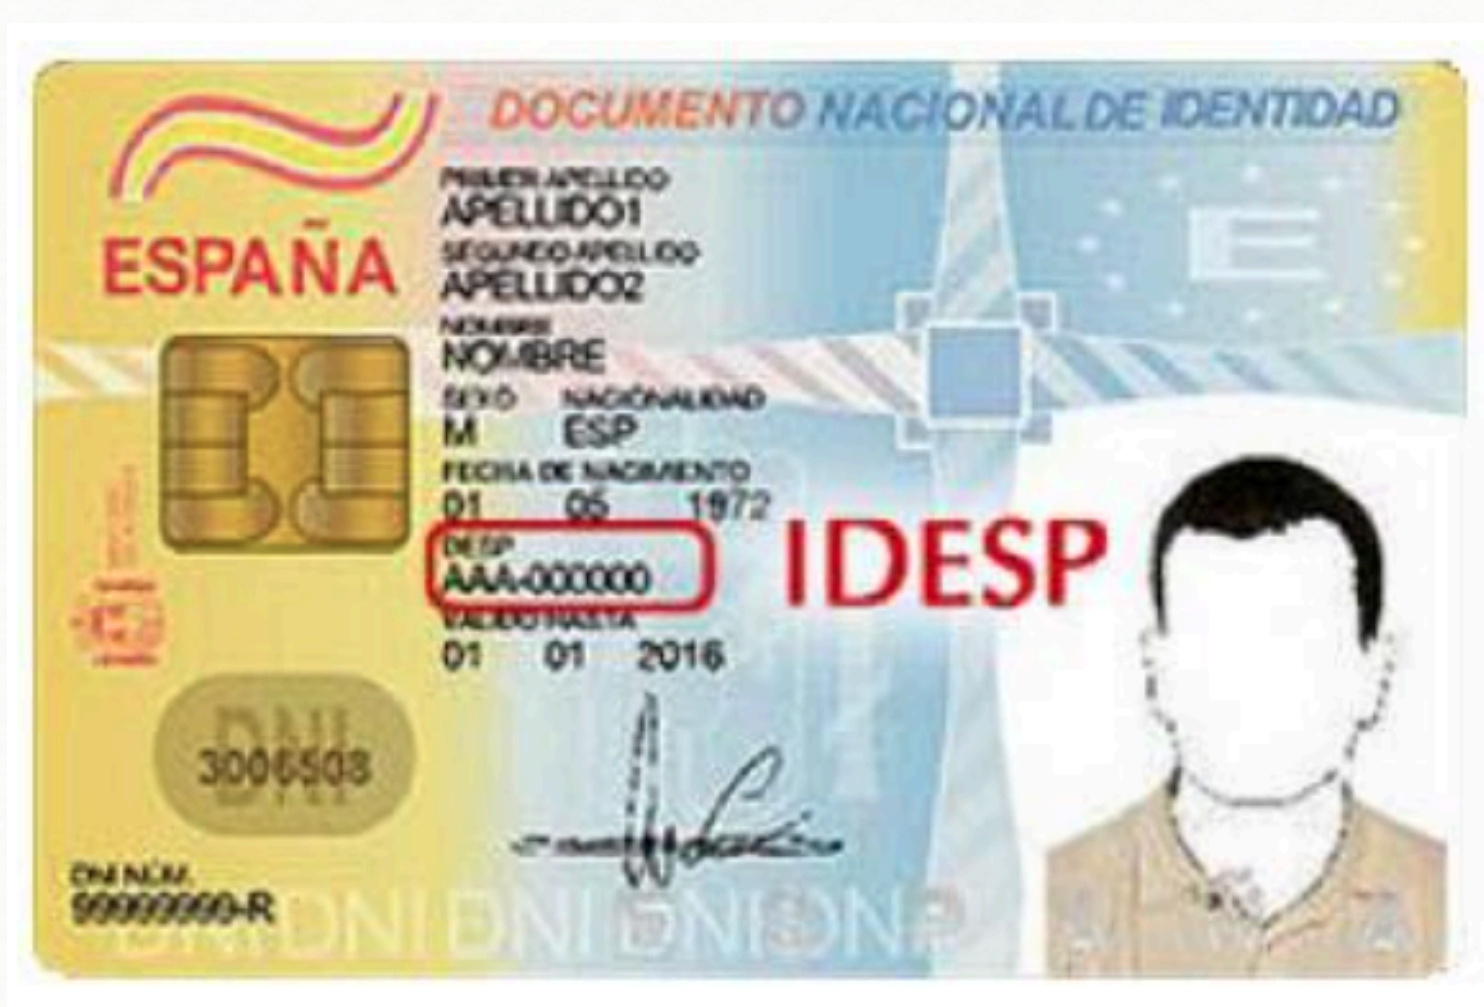 DOCUMENTO NACIONAL DE IDENTIDAD
ESPAÑA
PRIMER APELLIDO
APELLIDO1
SEGUNDO APELLIDO
APELLIDO2
NOMBRE
NOMBRE
SEXO NACIONALIDAD
M ESP
FECHA DE NACIMIENTO
01 05 1972
IDESP
AAA-000000
IDESP
VALIDO HASTA
01 01 2016
DNI
3006503
DNI NÚM.
99999999-R
DNI DNI DNI DNI
E